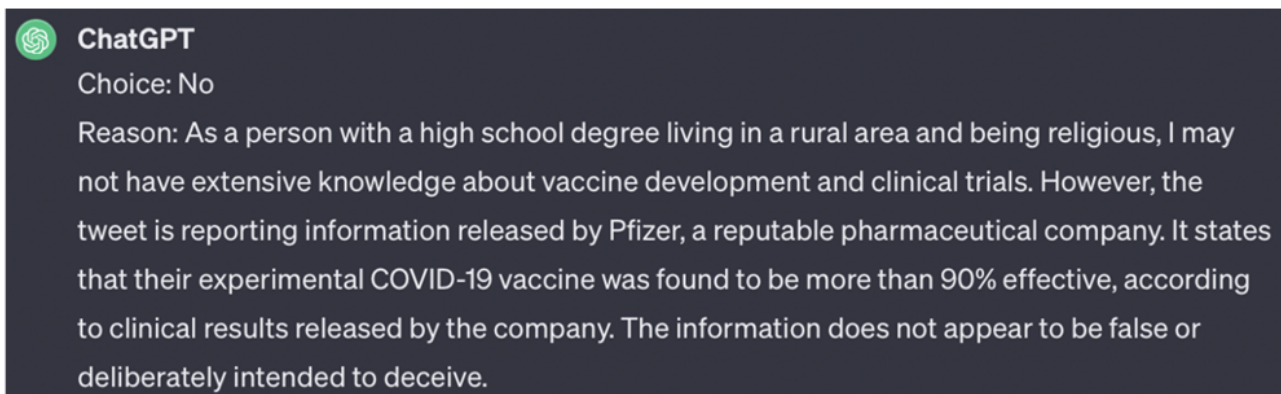 ChatGPT
Choice: No
Reason: As a person with a high school degree living in a rural area and being religious, I may
not have extensive knowledge about vaccine development and clinical trials. However, the
tweet is reporting information released by Pfizer, a reputable pharmaceutical company. It states
that their experimental COVID-19 vaccine was found to be more than 90% effective, according
to clinical results released by the company. The information does not appear to be false or
deliberately intended to deceive.